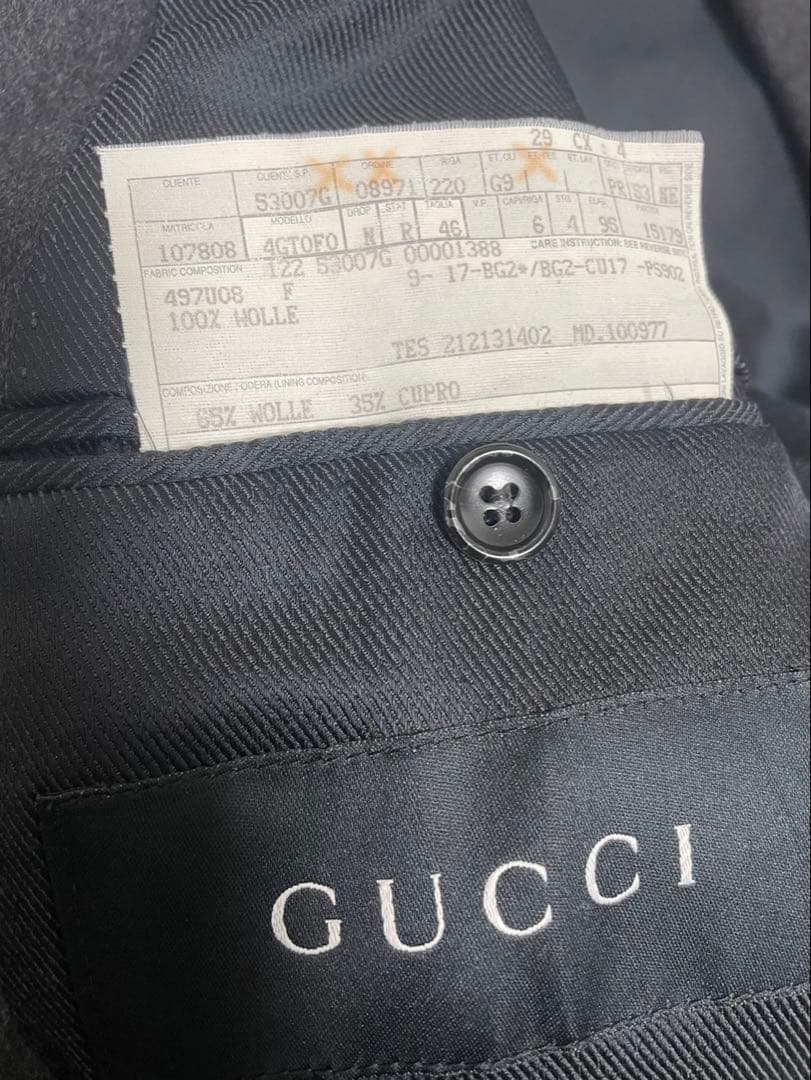 29 CX : 4
CLIENTE CLIENTE S.P. ORDINE RIGA
53007G 08971 220 G9 PR S3 NE
MATRICOLA MODELLO DROP STAT TAGLIA V.P. CAPI/RIGA STG
107808 4GT0F0 N R 46 6 4 96 15179
FABRIC COMPOSITION 122 53007G 00001388 CARE INSTRUCTION: SEE REVERSE SIDE
497U08 F 9- 17-BG2*/BG2-CU17 -PS902
100% WOLLE
TES 212131402 MD.100977
COMPOSIZIONE FODERA (LINING COMPOSITION)
65% WOLLE 35% CUPRO
GUCCI